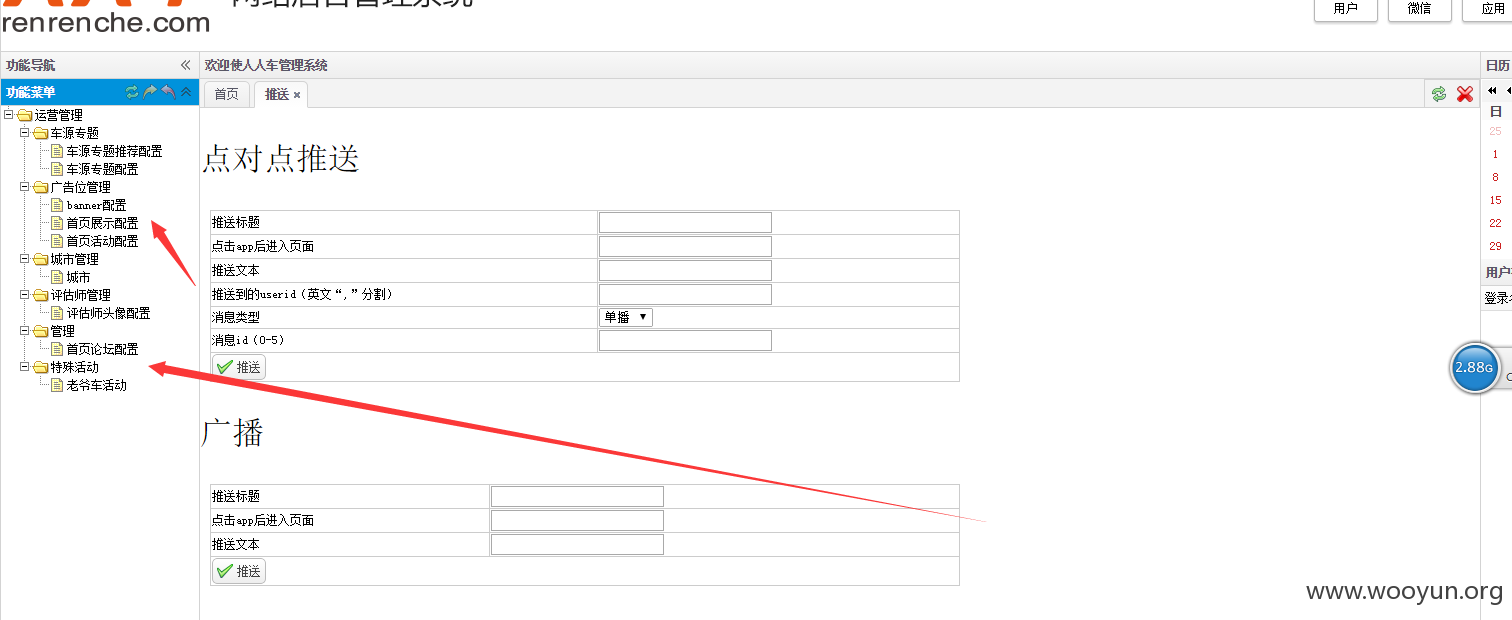 renrenche.com
用户
微信
应用
功能导航
欢迎使人人车管理系统
日历
功能菜单
首页
推送
运营管理
车源专题
车源专题推荐配置
车源专题配置
广告位管理
banner配置
首页展示配置
首页活动配置
城市管理
城市
评估师管理
评估师头像配置
管理
首页论坛配置
特殊活动
老爷车活动
点对点推送
推送标题
点击app后进入页面
推送文本
推送到的userid（英文“,”分割）
消息类型
单播
消息id（0-5）
推送
广播
推送标题
点击app后进入页面
推送文本
推送
日
25
1
8
15
22
29
用户
登录
2.88G
www.wooyun.org